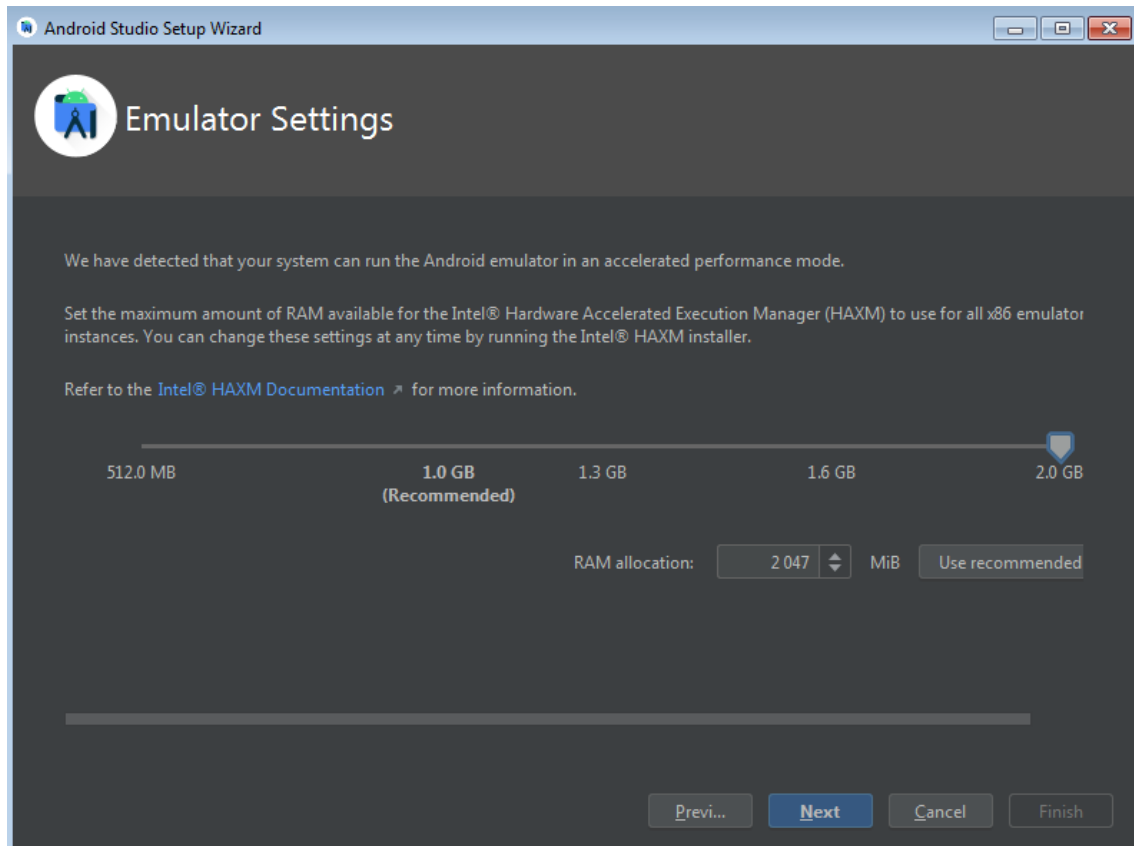 Android Studio Setup Wizard
Emulator Settings
We have detected that your system can run the Android emulator in an accelerated performance mode.
Set the maximum amount of RAM available for the Intel® Hardware Accelerated Execution Manager (HAXM) to use for all x86 emulator
instances. You can change these settings at any time by running the Intel® HAXM installer.
Refer to the Intel® HAXM Documentation ↗ for more information.
512.0 MB 1.0 GB 1.3 GB 1.6 GB 2.0 GB
(Recommended)
RAM allocation: 2 047 MiB Use recommended
Previ... Next Cancel Finish